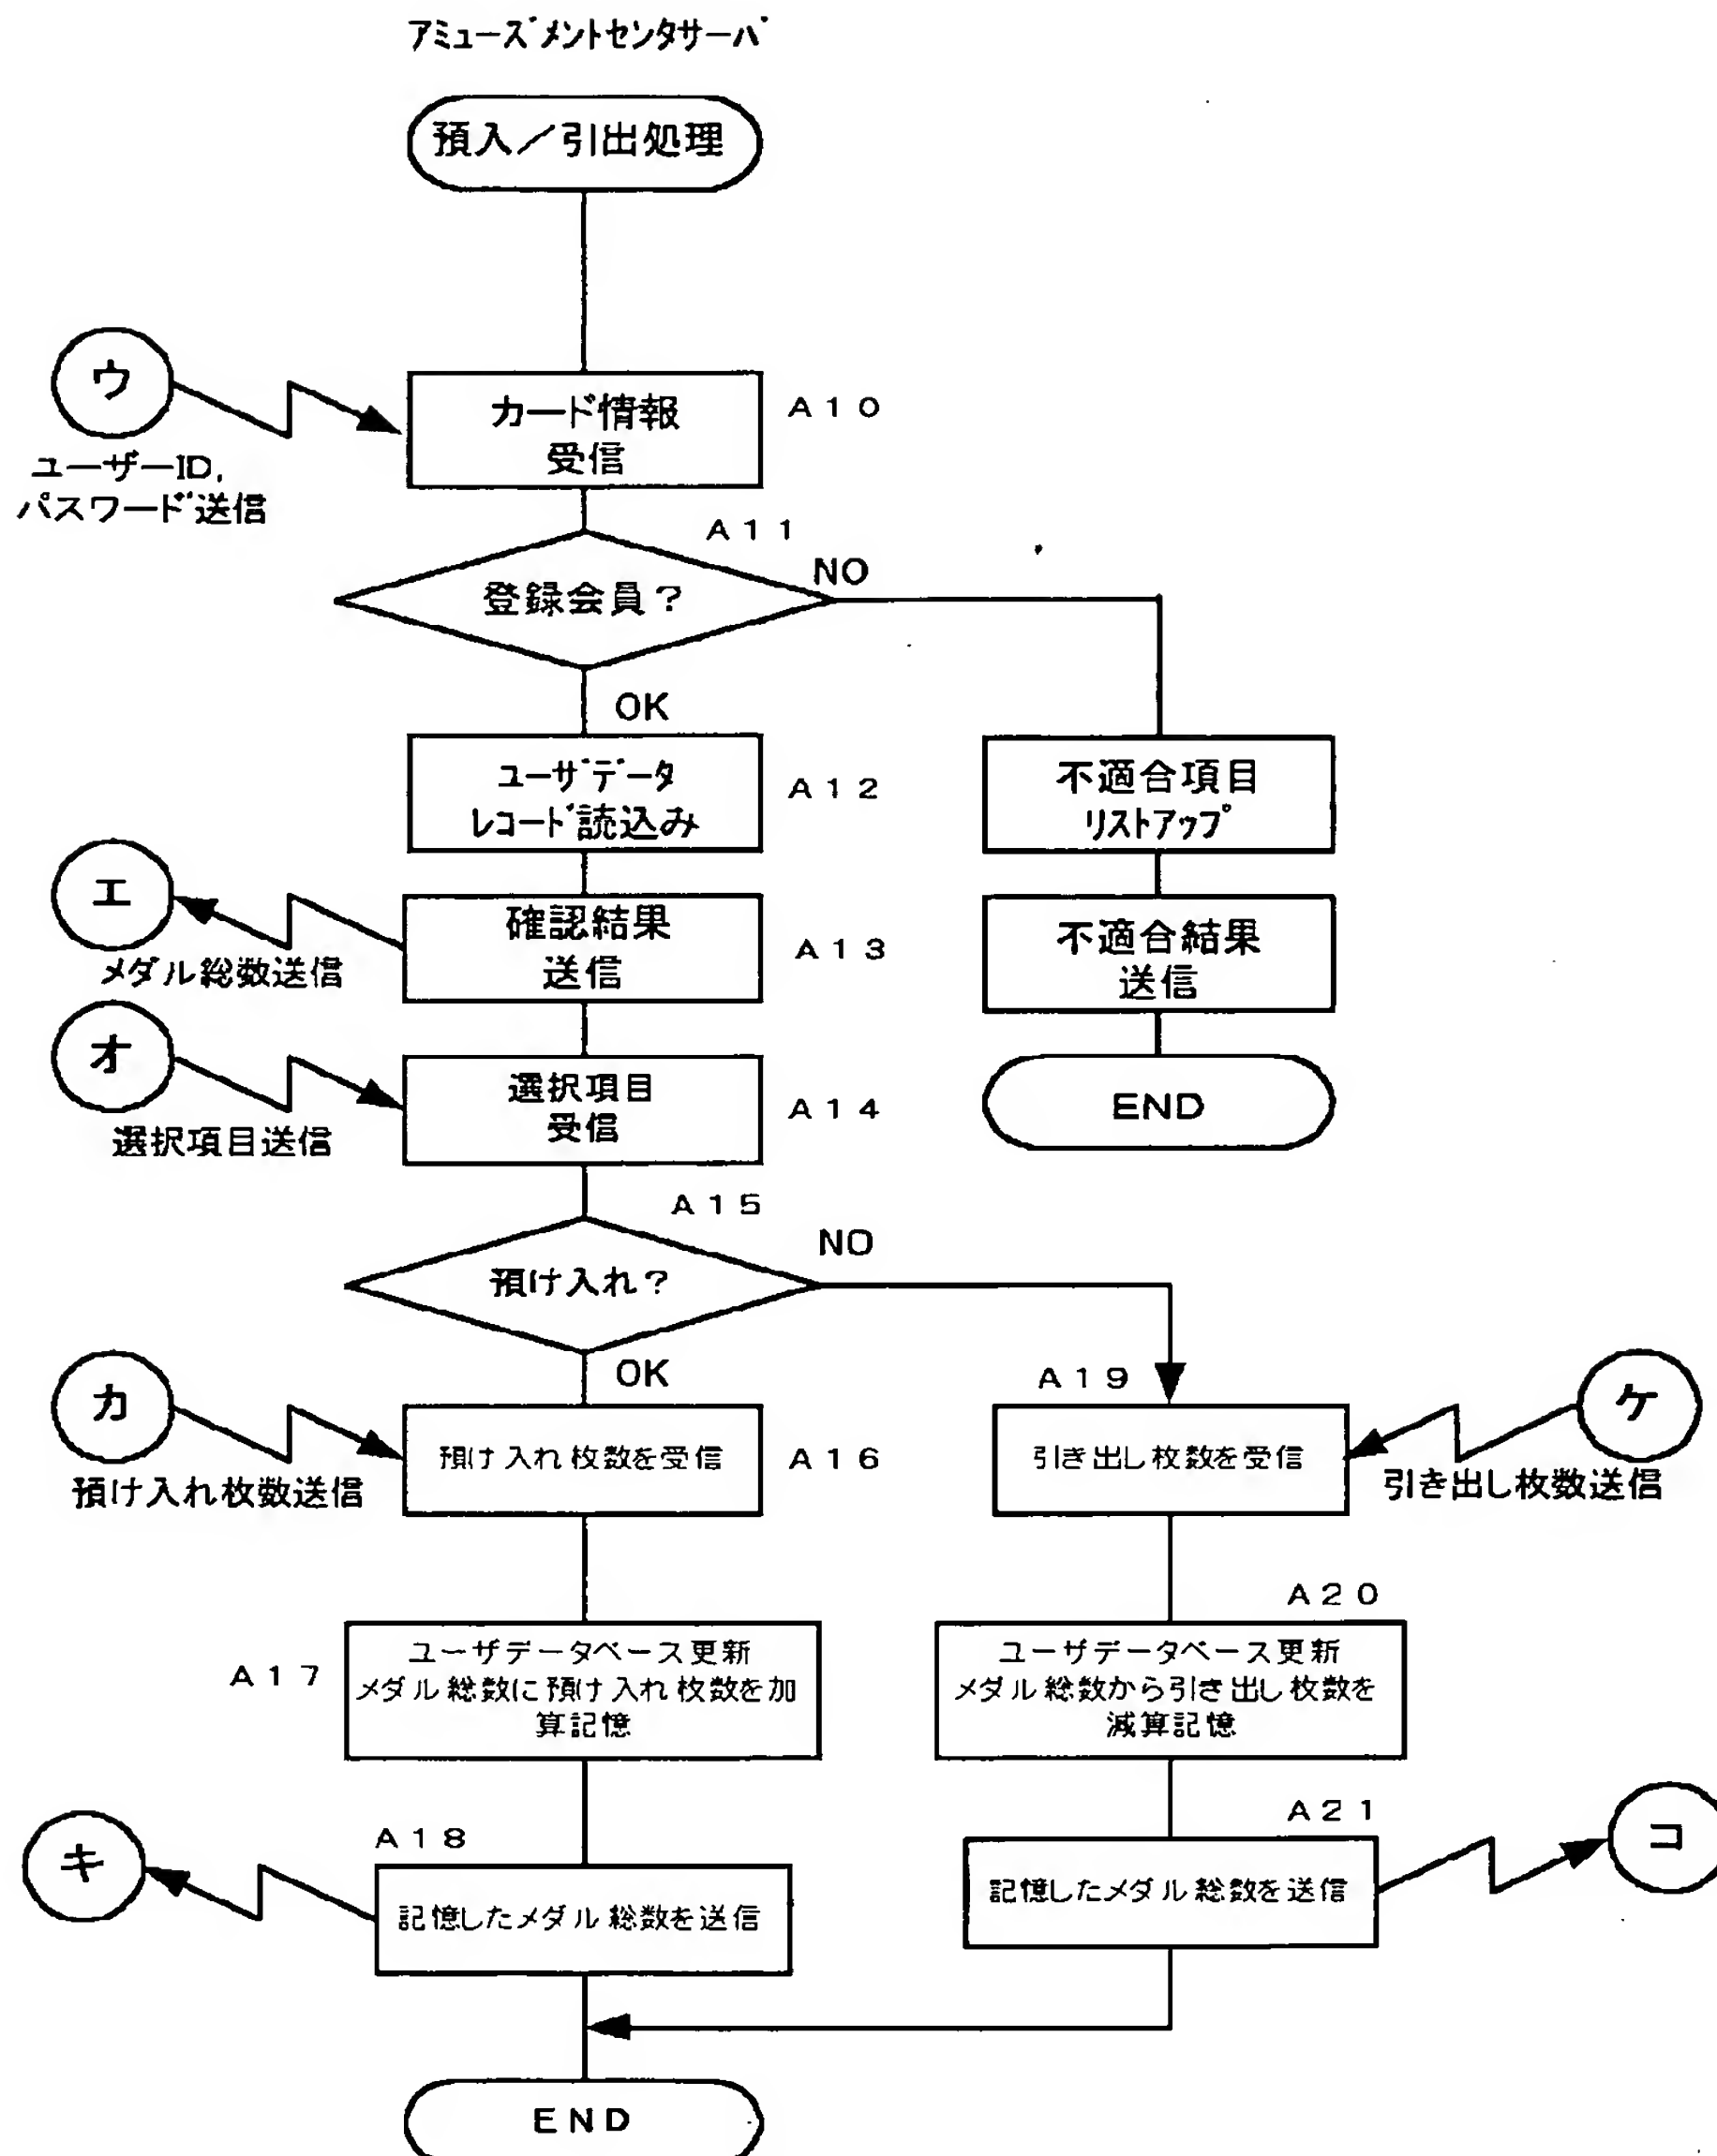 アミューズメントセンタサーバ
預入／引出処理
ウ
ユーザーID,
パスワード送信
カード情報
受信
A10
A11
登録会員？
NO
OK
ユーザデータ
レコード読込み
A12
不適合項目
リストアップ
エ
メダル総数送信
確認結果
送信
A13
不適合結果
送信
オ
選択項目送信
選択項目
受信
A14
END
A15
預け入れ？
NO
OK
カ
預け入れ枚数送信
預け入れ枚数を受信
A16
A19
引き出し枚数を受信
ケ
引き出し枚数送信
A17
ユーザデータベース更新
メダル総数に預け入れ枚数を加
算記憶
A20
ユーザデータベース更新
メダル総数から引き出し枚数を
減算記憶
キ
A18
記憶したメダル総数を送信
A21
記憶したメダル総数を送信
コ
END